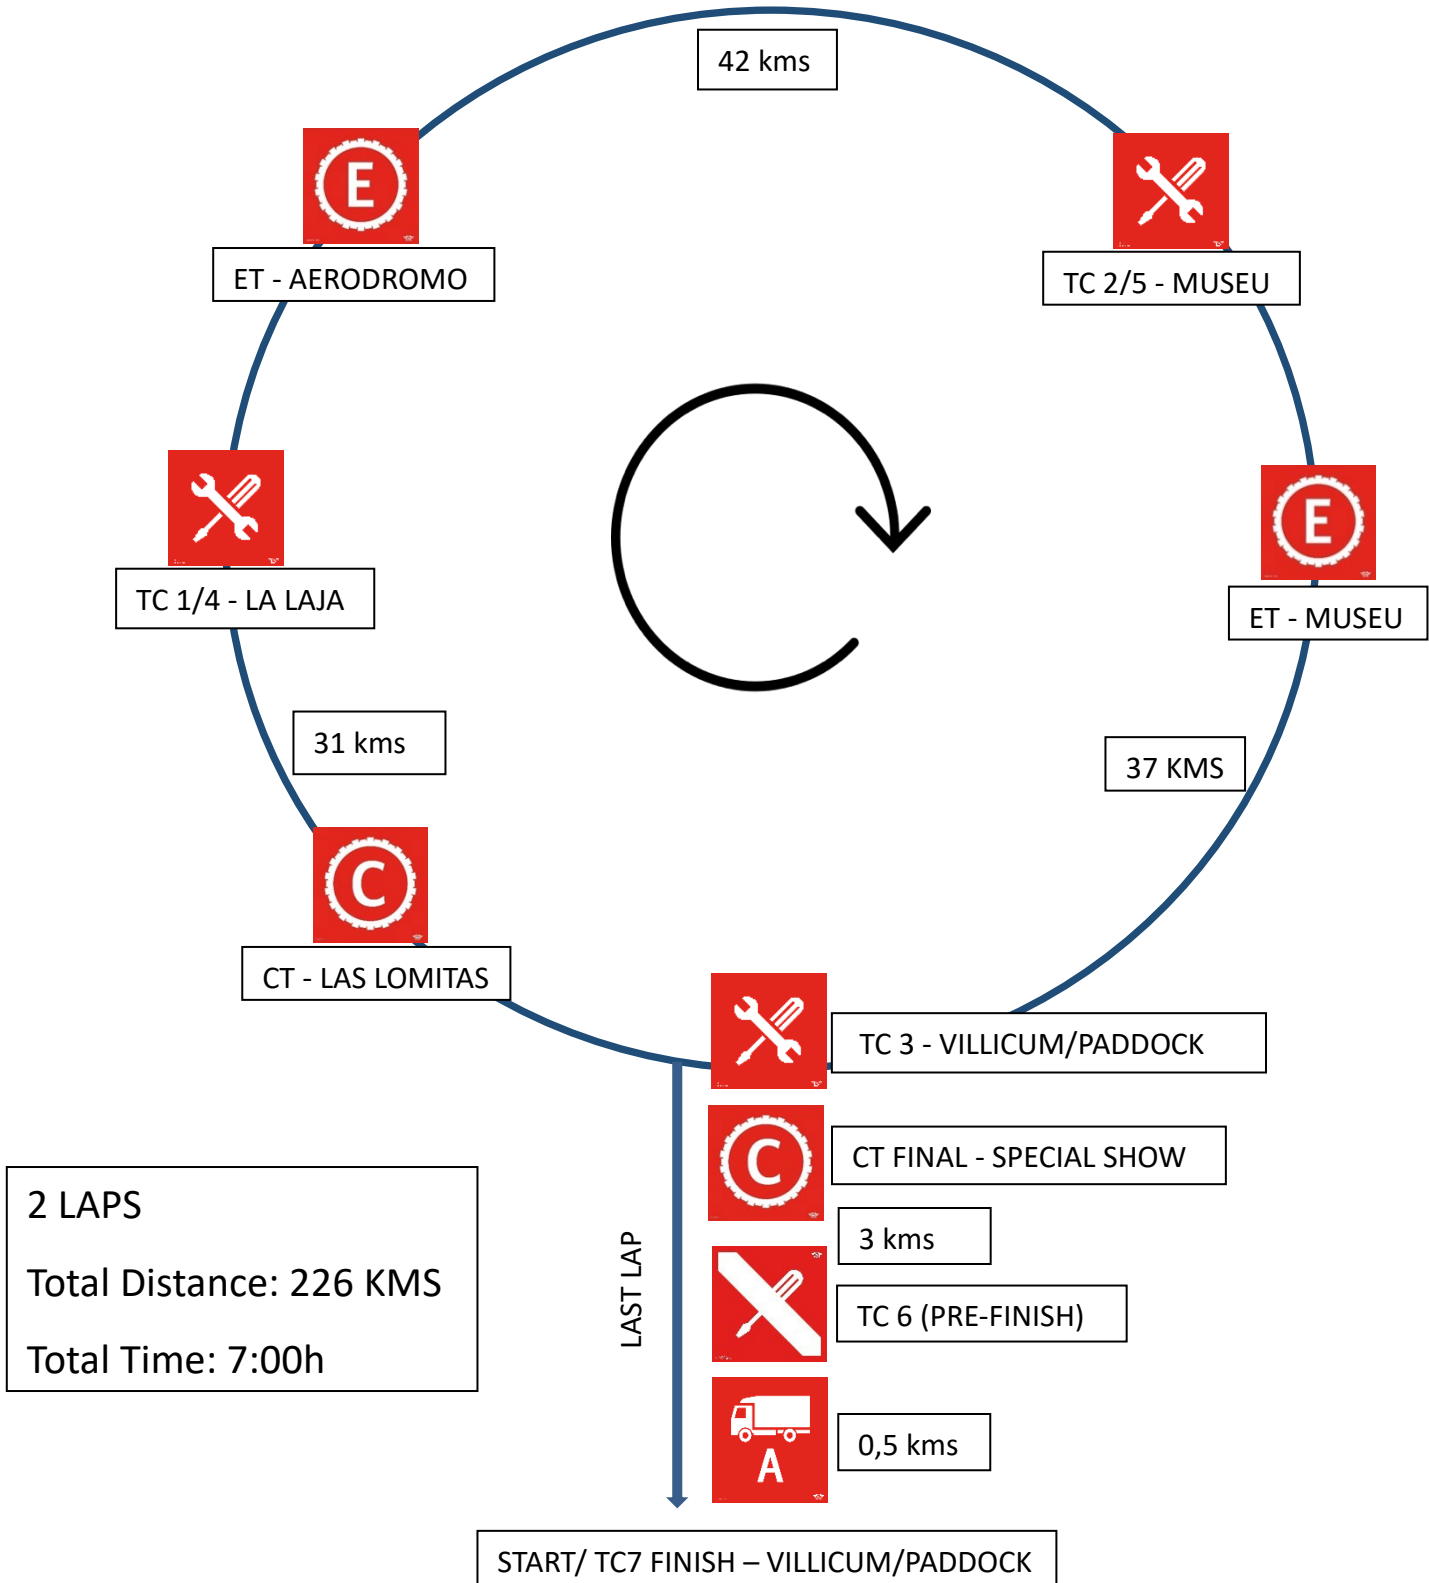 42 kms
E
ET - AERODROMO
TC 2/5 - MUSEU
E
ET - MUSEU
TC 1/4 - LA LAJA
31 kms
37 KMS
C
CT - LAS LOMITAS
TC 3 - VILLICUM/PADDOCK
C
CT FINAL - SPECIAL SHOW
3 kms
TC 6 (PRE-FINISH)
LAST LAP
2 LAPS
Total Distance: 226 KMS
Total Time: 7:00h
A
0,5 kms
START/ TC7 FINISH – VILLICUM/PADDOCK